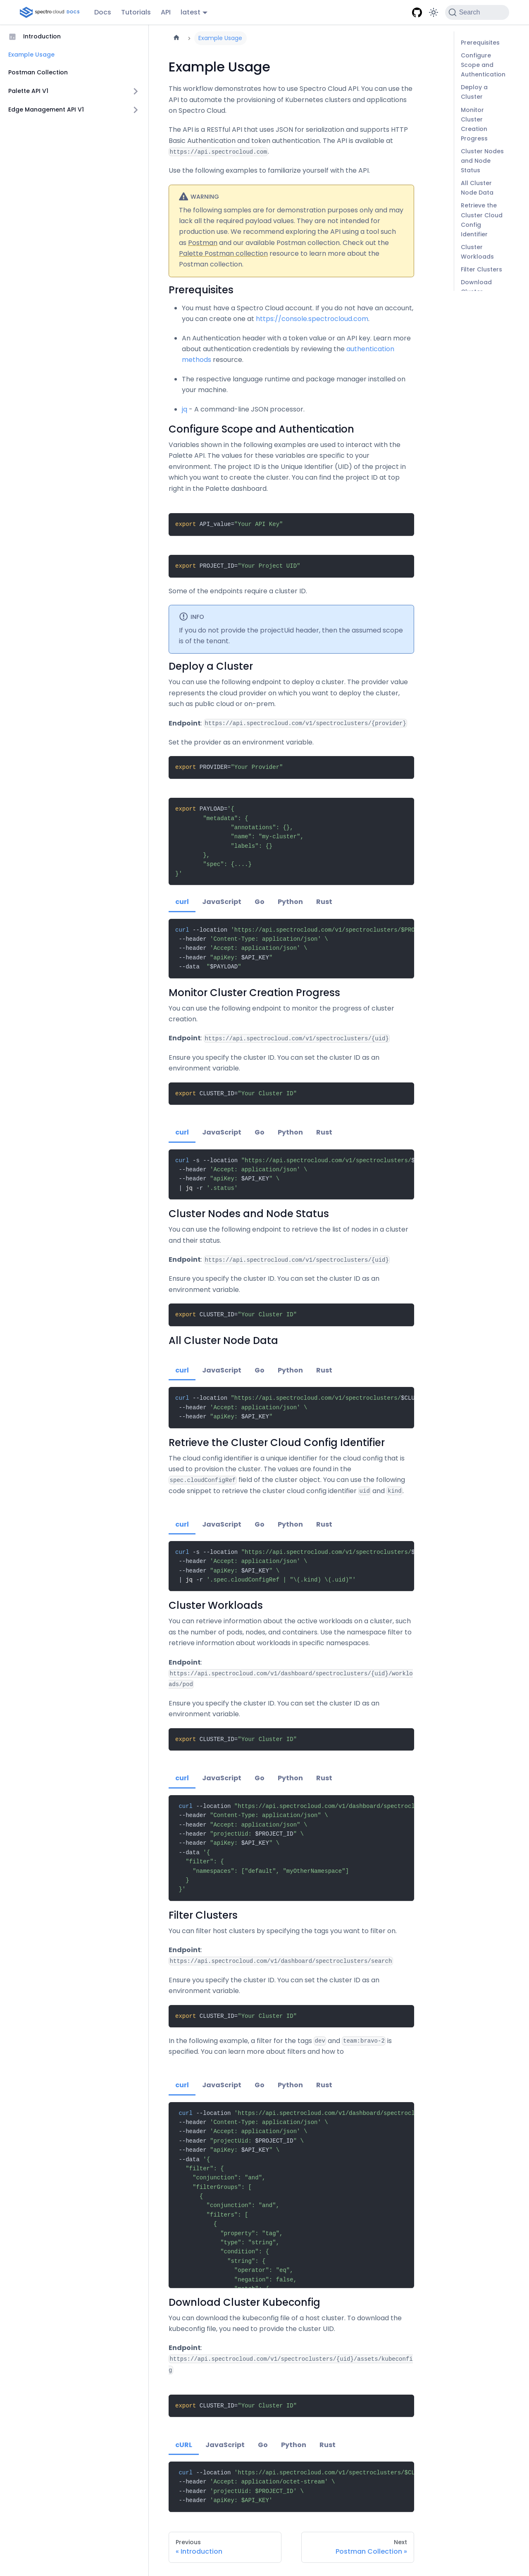 spectro cloud DOCS
Docs
Tutorials
API
latest
Search
Introduction
Example Usage
Postman Collection
Palette API V1
Edge Management API V1
Example Usage
Example Usage
This workflow demonstrates how to use Spectro Cloud API. You can use the
API to automate the provisioning of Kubernetes clusters and applications
on Spectro Cloud.
The API is a RESTful API that uses JSON for serialization and supports HTTP
Basic Authentication and token authentication. The API is available at
https://api.spectrocloud.com.
Use the following examples to familiarize yourself with the API.
WARNING
The following samples are for demonstration purposes only and may
lack all the required payload values. They are not intended for
production use. We recommend exploring the API using a tool such
as Postman and our available Postman collection. Check out the
Palette Postman collection resource to learn more about the
Postman collection.
Prerequisites
You must have a Spectro Cloud account. If you do not have an account,
you can create one at https://console.spectrocloud.com.
An Authentication header with a token value or an API key. Learn more
about authentication credentials by reviewing the authentication
methods resource.
The respective language runtime and package manager installed on
your machine.
jq - A command-line JSON processor.
Configure Scope and Authentication
Variables shown in the following examples are used to interact with the
Palette API. The values for these variables are specific to your
environment. The Project ID is the Unique Identifier (UID) of the project in
which you want to create the cluster. You can find the project ID at top
right in the Palette dashboard.
export API_value="Your API Key"
export PROJECT_ID="Your Project UID"
Some of the endpoints require a cluster ID.
INFO
If you do not provide the projectUid header, then the assumed scope
is of the tenant.
Deploy a Cluster
You can use the following endpoint to deploy a cluster. The provider value
represents the cloud provider on which you want to deploy the cluster,
such as public cloud or on-prem.
Endpoint: https://api.spectrocloud.com/v1/spectroclusters/{provider}
Set the provider as an environment variable.
export PROVIDER="Your Provider"
export PAYLOAD='{
"metadata": {
"annotations": {},
"name": "my-cluster",
"labels": {}
},
"spec": {....}
}'
curl JavaScript Go Python Rust
curl --location 'https://api.spectrocloud.com/v1/spectroclusters/$PRO
--header 'Content-Type: application/json' \
--header 'Accept: application/json' \
--header "apiKey: $API_KEY"
--data "$PAYLOAD"
Monitor Cluster Creation Progress
You can use the following endpoint to monitor the progress of cluster
creation.
Endpoint: https://api.spectrocloud.com/v1/spectroclusters/{uid}
Ensure you specify the cluster ID. You can set the cluster ID as an
environment variable.
export CLUSTER_ID="Your Cluster ID"
curl JavaScript Go Python Rust
curl -s --location "https://api.spectrocloud.com/v1/spectroclusters/$
--header 'Accept: application/json' \
--header "apiKey: $API_KEY" \
| jq -r '.status'
Cluster Nodes and Node Status
You can use the following endpoint to retrieve the list of nodes in a cluster
and their status.
Endpoint: https://api.spectrocloud.com/v1/spectroclusters/{uid}
Ensure you specify the cluster ID. You can set the cluster ID as an
environment variable.
export CLUSTER_ID="Your Cluster ID"
All Cluster Node Data
curl JavaScript Go Python Rust
curl --location "https://api.spectrocloud.com/v1/spectroclusters/$CLU
--header 'Accept: application/json' \
--header "apiKey: $API_KEY"
Retrieve the Cluster Cloud Config Identifier
The cloud config identifier is a unique identifier for the cloud config that is
used to provision the cluster. The values are found in the
spec.cloudConfigRef field of the cluster object. You can use the following
code snippet to retrieve the cluster cloud config identifier uid and kind.
curl JavaScript Go Python Rust
curl -s --location "https://api.spectrocloud.com/v1/spectroclusters/$
--header 'Accept: application/json' \
--header "apiKey: $API_KEY" \
| jq -r '.spec.cloudConfigRef | "\(.kind) \(.uid)"'
Cluster Workloads
You can retrieve information about the active workloads on a cluster, such
as the number of pods, nodes, and containers. Use the namespace filter to
retrieve information about workloads in specific namespaces.
Endpoint:
https://api.spectrocloud.com/v1/dashboard/spectroclusters/{uid}/worklo
ads/pod
Ensure you specify the cluster ID. You can set the cluster ID as an
environment variable.
export CLUSTER_ID="Your Cluster ID"
curl JavaScript Go Python Rust
curl --location "https://api.spectrocloud.com/v1/dashboard/spectrocl
--header "Content-Type: application/json" \
--header "Accept: application/json" \
--header "projectUid: $PROJECT_ID" \
--header "apiKey: $API_KEY" \
--data '{
"filter": {
"namespaces": ["default", "myOtherNamespace"]
}
}'
Filter Clusters
You can filter host clusters by specifying the tags you want to filter on.
Endpoint:
https://api.spectrocloud.com/v1/dashboard/spectroclusters/search
Ensure you specify the cluster ID. You can set the cluster ID as an
environment variable.
export CLUSTER_ID="Your Cluster ID"
In the following example, a filter for the tags dev and team:bravo-2 is
specified. You can learn more about filters and how to
curl JavaScript Go Python Rust
curl --location 'https://api.spectrocloud.com/v1/dashboard/spectrocl
--header 'Content-Type: application/json' \
--header 'Accept: application/json' \
--header "projectUid: $PROJECT_ID" \
--header "apiKey: $API_KEY" \
--data '{
"filter": {
"conjunction": "and",
"filterGroups": [
{
"conjunction": "and",
"filters": [
{
"property": "tag",
"type": "string",
"condition": {
"string": {
"operator": "eq",
"negation": false,
Download Cluster Kubeconfig
You can download the kubeconfig file of a host cluster. To download the
kubeconfig file, you need to provide the cluster UID.
Endpoint:
https://api.spectrocloud.com/v1/spectroclusters/{uid}/assets/kubeconfi
g
export CLUSTER_ID="Your Cluster ID"
cURL JavaScript Go Python Rust
curl --location 'https://api.spectrocloud.com/v1/spectroclusters/$CL
--header 'Accept: application/octet-stream' \
--header 'projectUid: $PROJECT_ID' \
--header 'apiKey: $API_KEY'
Previous
« Introduction
Next
Postman Collection »
Prerequisites
Configure
Scope and
Authentication
Deploy a
Cluster
Monitor
Cluster
Creation
Progress
Cluster Nodes
and Node
Status
All Cluster
Node Data
Retrieve the
Cluster Cloud
Config
Identifier
Cluster
Workloads
Filter Clusters
Download